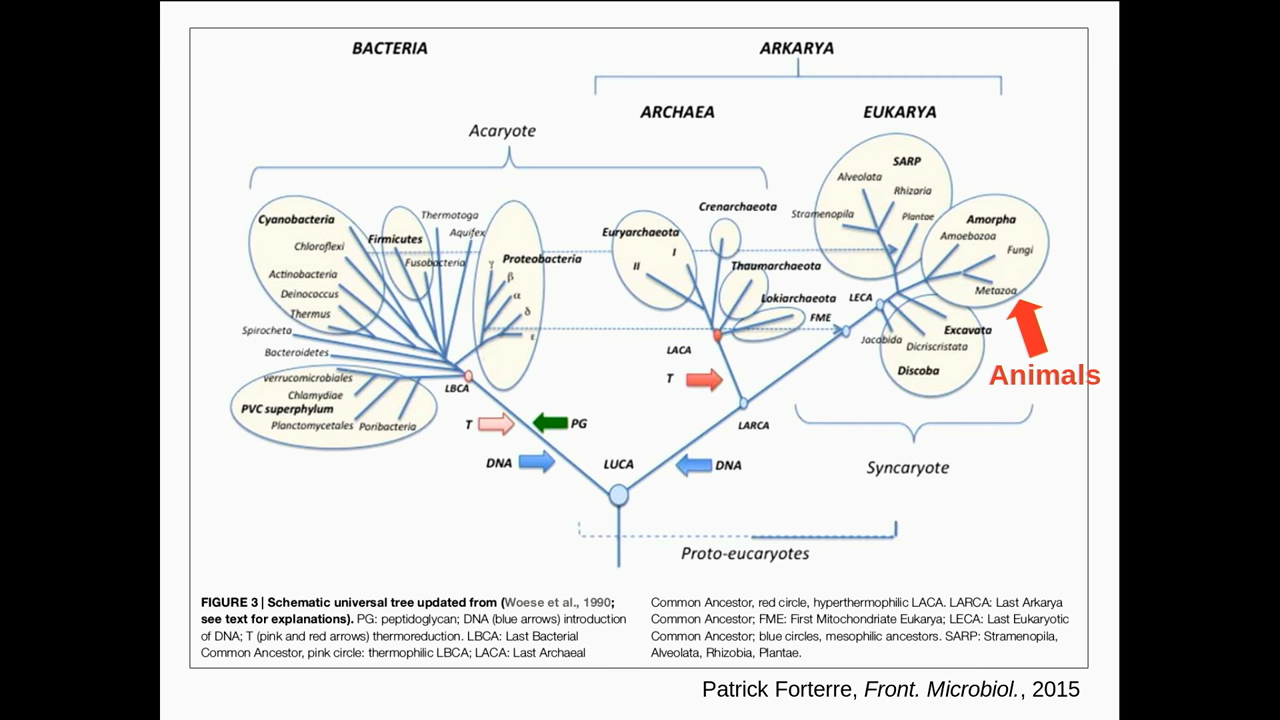 BACTERIA
ARKARYA
ARCHAEA
EUKARYA
Acaryote
SARP
Alveolata
Rhizaria
Stramenopila
Plantae
Cyanobacteria
Chloroflexi
Actinobacteria
Deinococcus
Thermus
Spirocheta
Bacteroidetes
Firmicutes
Thermotoga
Aquifex
Fusobacteria
Proteobacteria
γ
β
α
δ
ε
Euryarchaeota
I
II
Crenarchaeota
Thaumarchaeota
Lokiarchaeota
FME
LECA
Amorpha
Amoebozoa
Fungi
Metazoa
Excavata
Jacobida
Dicriscristata
Discoba
Animals
verrucomicrobiales
Chlamydiae
PVC superphylum
Planctomycetales
Poribacteria
LBCA
LACA
T
T
PG
LARCA
DNA
LUCA
DNA
Syncaryote
Proto-eucaryotes
FIGURE 3 | Schematic universal tree updated from (Woese et al., 1990;
see text for explanations). PG: peptidoglycan; DNA (blue arrows) introduction
of DNA; T (pink and red arrows) thermoreduction. LBCA: Last Bacterial
Common Ancestor, pink circle: thermophilic LBCA; LACA: Last Archaeal
Common Ancestor, red circle, hyperthermophilic LACA. LARCA: Last Arkarya
Common Ancestor; FME: First Mitochondriate Eukarya; LECA: Last Eukaryotic
Common Ancestor; blue circles, mesophilic ancestors. SARP: Stramenopila,
Alveolata, Rhizobia, Plantae.
Patrick Forterre, Front. Microbiol., 2015